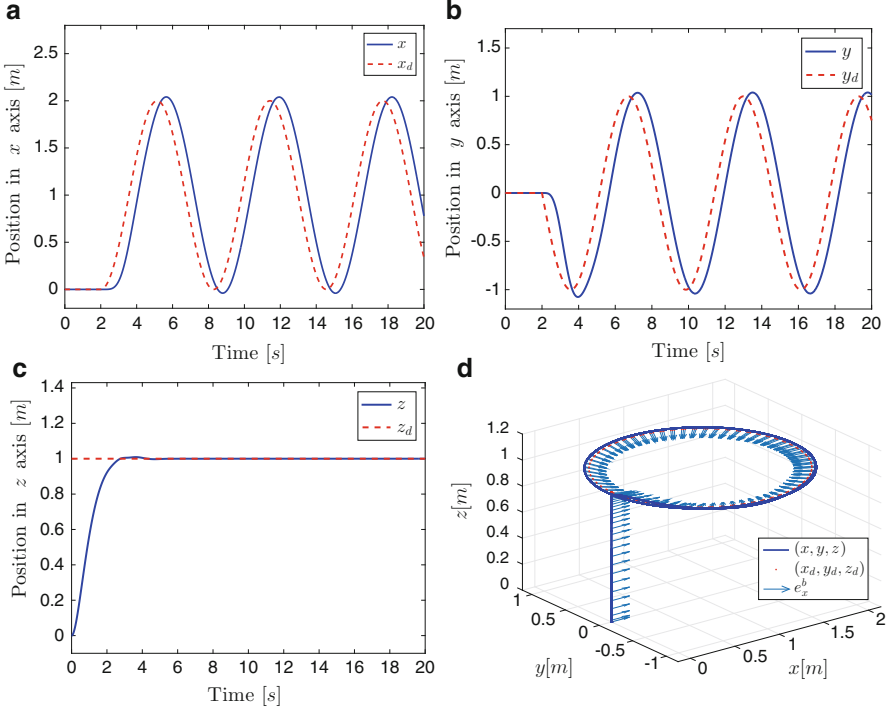 a
Position in x axis [m]
2.5
2
1.5
1
0.5
0
0 2 4 6 8 10 12 14 16 18 20
Time [s]
x
x_d
b
Position in y axis [m]
1.5
1
0.5
0
-0.5
-1
0 2 4 6 8 10 12 14 16 18 20
Time [s]
y
y_d
c
Position in z axis [m]
1.4
1.2
1
0.8
0.6
0.4
0.2
0
0 2 4 6 8 10 12 14 16 18 20
Time [s]
z
z_d
d
z[m]
1.2
1
0.8
0.6
0.4
0.2
0
1
0.5
0
-0.5
-1
y[m]
0
0.5
1
1.5
2
x[m]
(x, y, z)
(x_d, y_d, z_d)
e_x^b